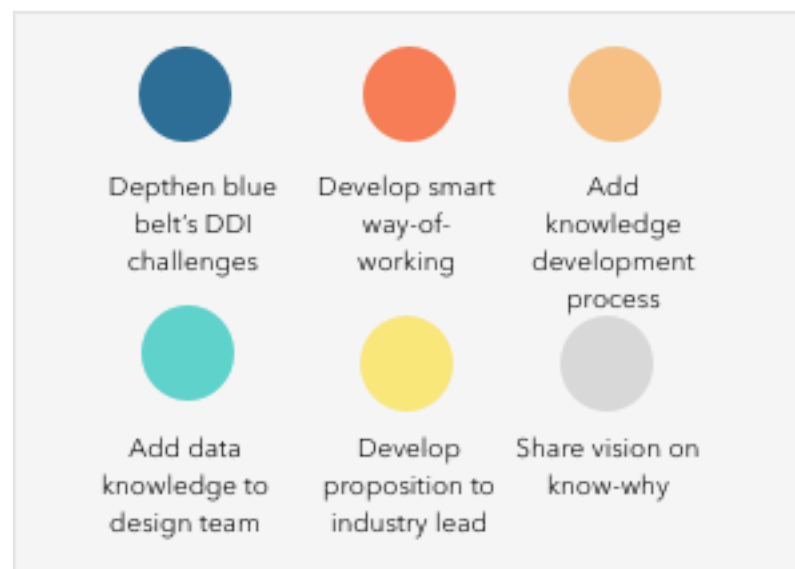 Depthen blue
belt's DDI
challenges
Develop smart
way-of-
working
Add
knowledge
development
process
Add data
knowledge to
design team
Develop
proposition to
industry lead
Share vision on
know-why